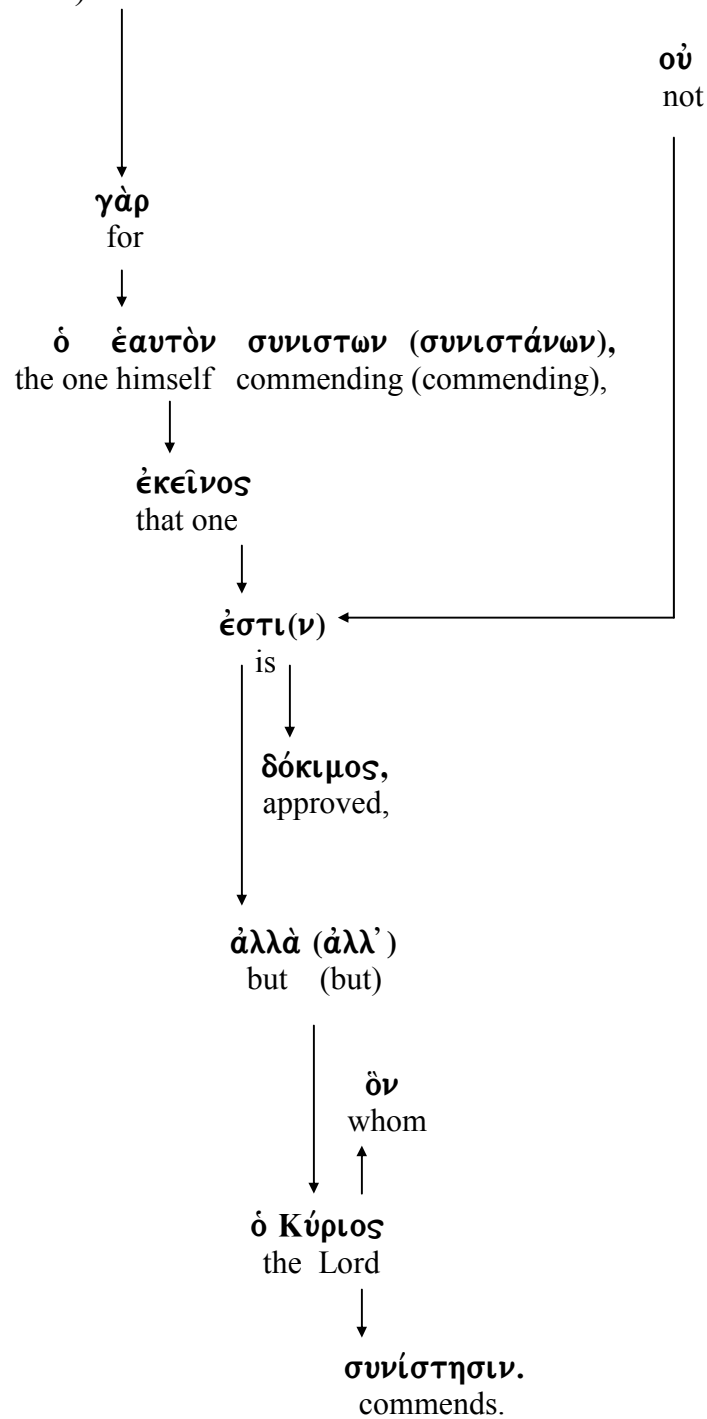 )
οὐ
not
γὰρ
for
ὁ ἑαυτὸν συνιστων (συνιστάνων),
the one himself commending (commending),
ἐκεῖνος
that one
ἐστι(ν)
is
δόκιμος,
approved,
ἀλλὰ (ἀλλ’)
but (but)
ὃν
whom
ὁ Κύριος
the Lord
συνίστησιν.
commends.